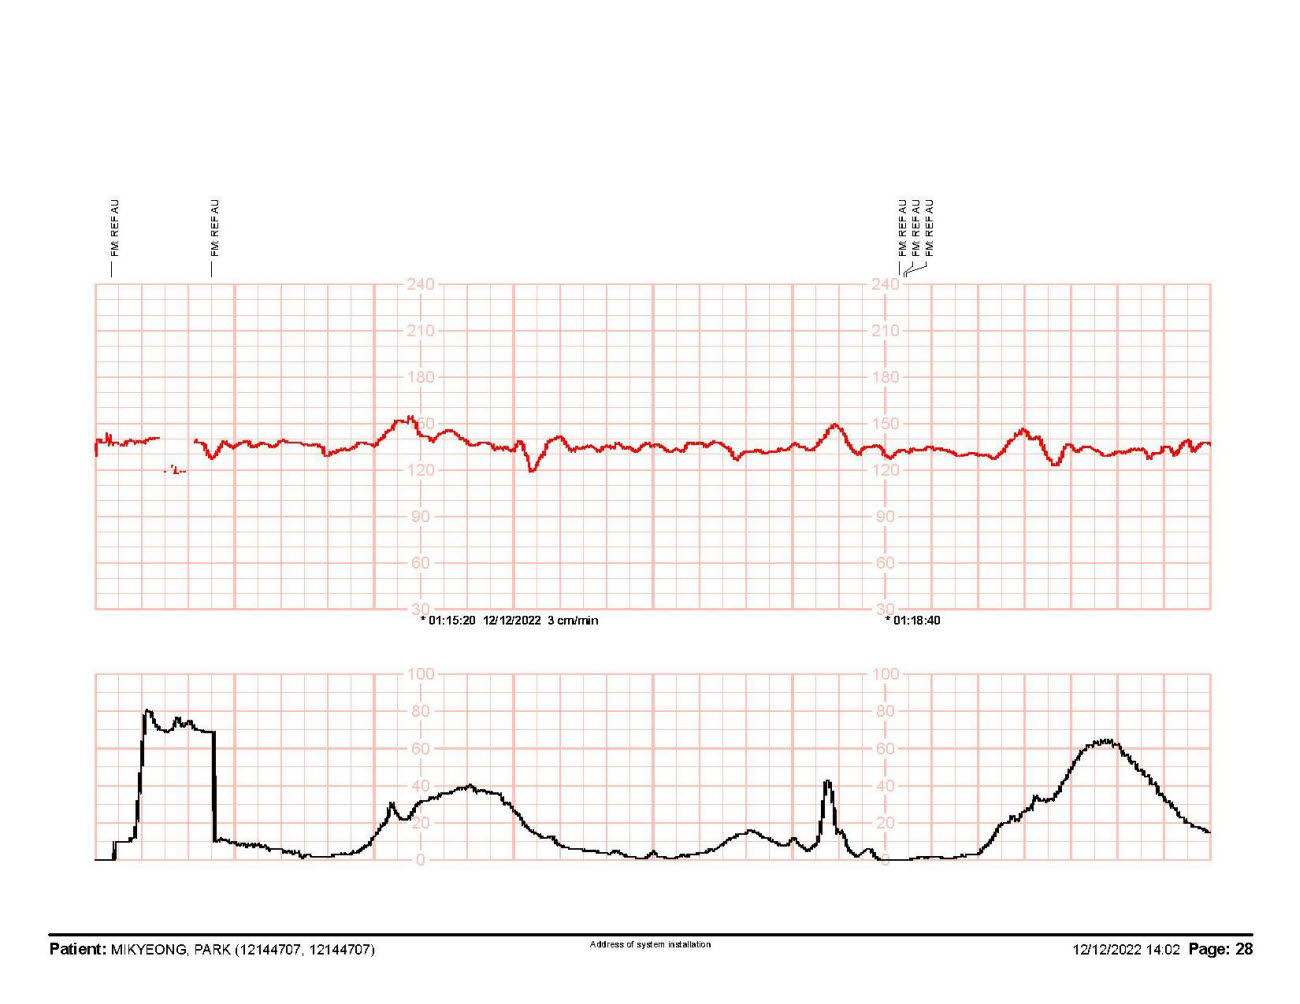 FM: REF AU
FM: REF AU
FM: REF AU
FM: REF AU
FM: REF AU
240 240
210 210
180 180
150 150
120 120
90 90
60 60
30 30
* 01:15:20 12/12/2022 3 cm/min * 01:18:40
100 100
80 80
60 60
40 40
20 20
0 0
Patient: MIKYEONG, PARK (12144707, 12144707) Address of system installation 12/12/2022 14:02 Page: 28